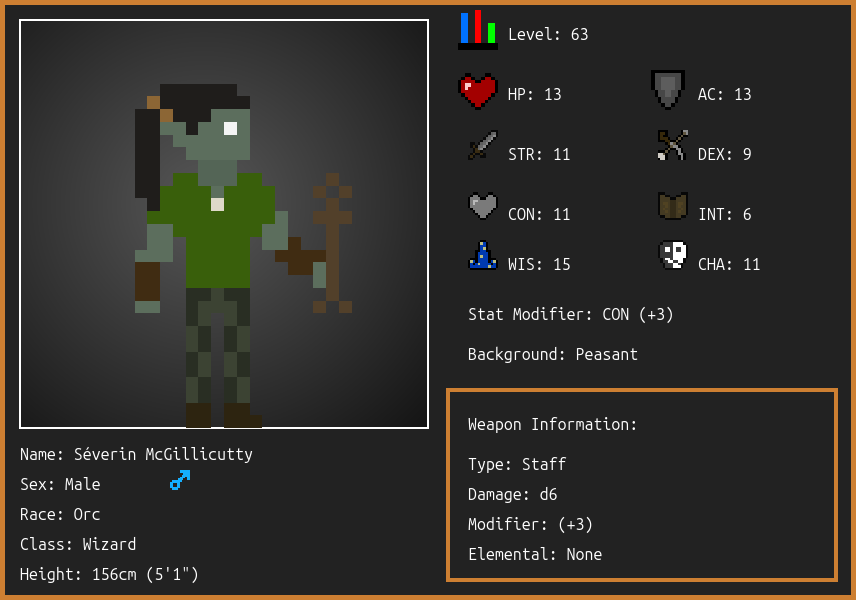 Level: 63
HP: 13
AC: 13
STR: 11
DEX: 9
CON: 11
INT: 6
WIS: 15
CHA: 11
Stat Modifier: CON (+3)
Background: Peasant
Weapon Information:
Type: Staff
Damage: d6
Modifier: (+3)
Elemental: None
Name: Séverin McGillicutty
Sex: Male
Race: Orc
Class: Wizard
Height: 156cm (5'1")